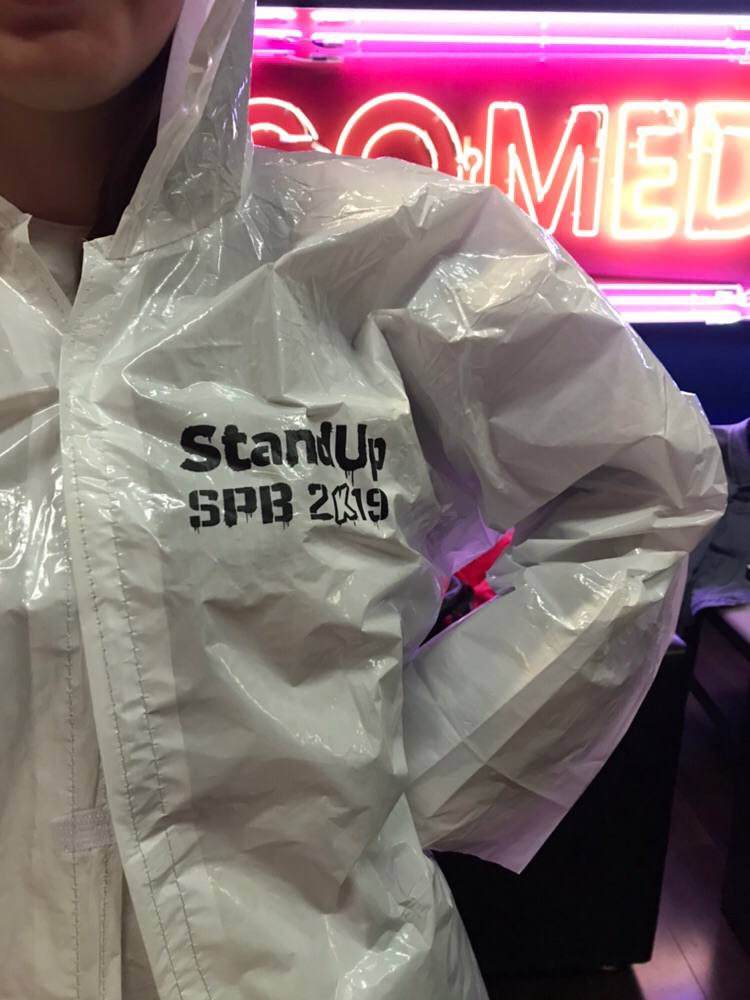 COMED
StandUp
SPB 2K19